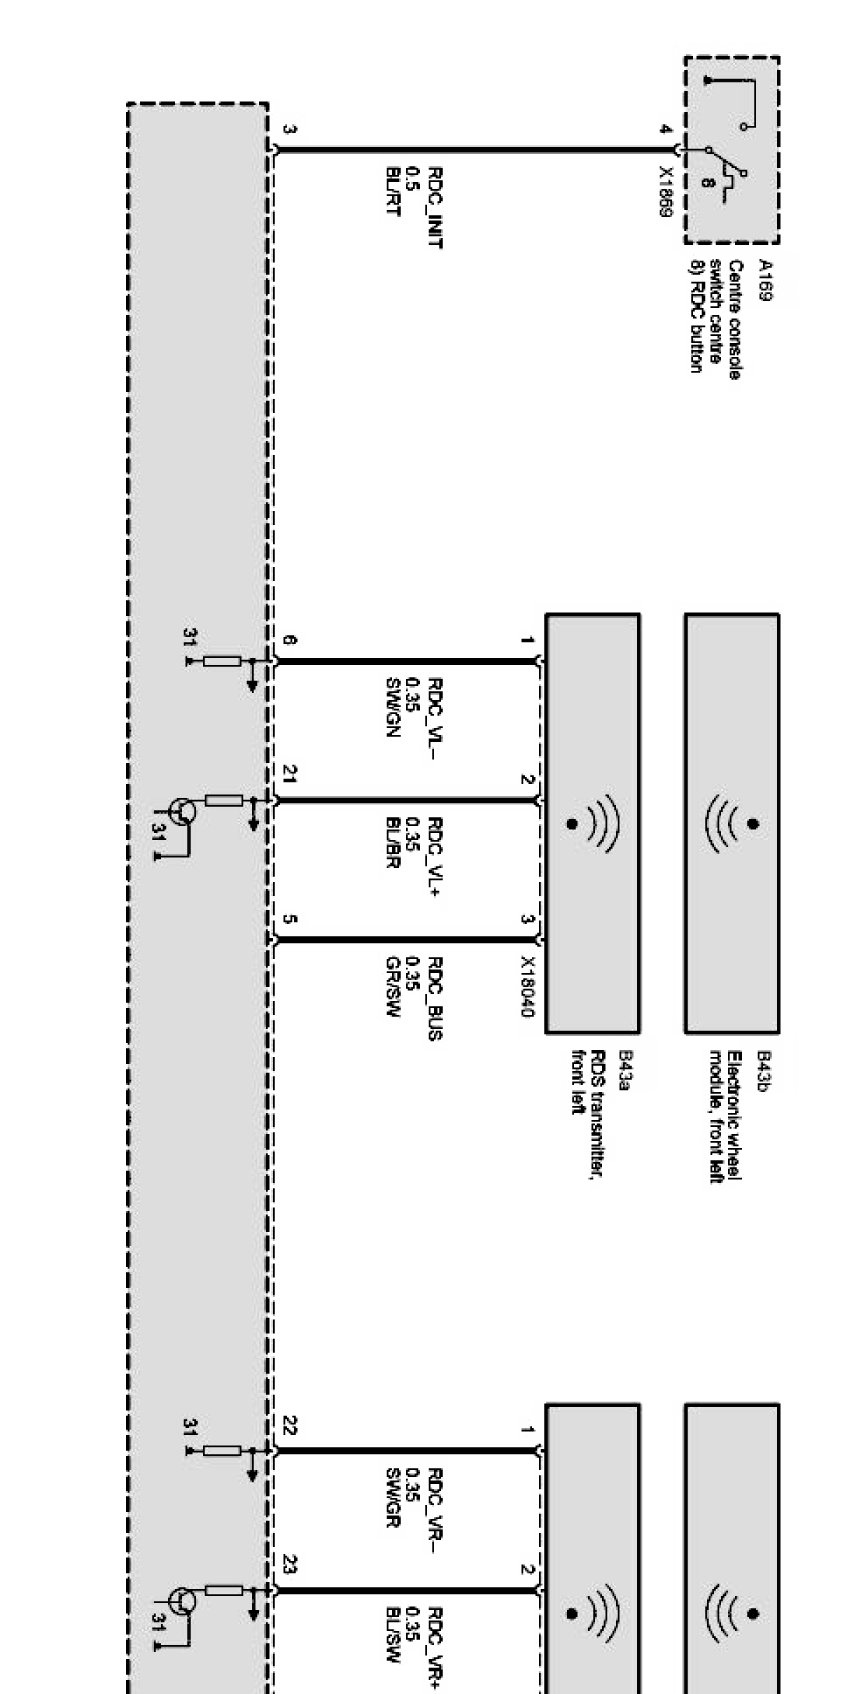 A169
Centre console
switch centre
8) RDC button
8
4
X1869
3
RDC_INIT
0.5
BL/RT
B43b
Electronic wheel
module, front left
B43a
RDS transmitter,
front left
1
2
3
X18040
RDC_VL–
0.35
SW/GN
RDC_VL+
0.35
BL/BR
RDC_BUS
0.35
GR/SW
6
21
5
31
31
1
2
RDC_VR–
0.35
SW/GR
RDC_VR+
0.35
BL/SW
22
23
31
31